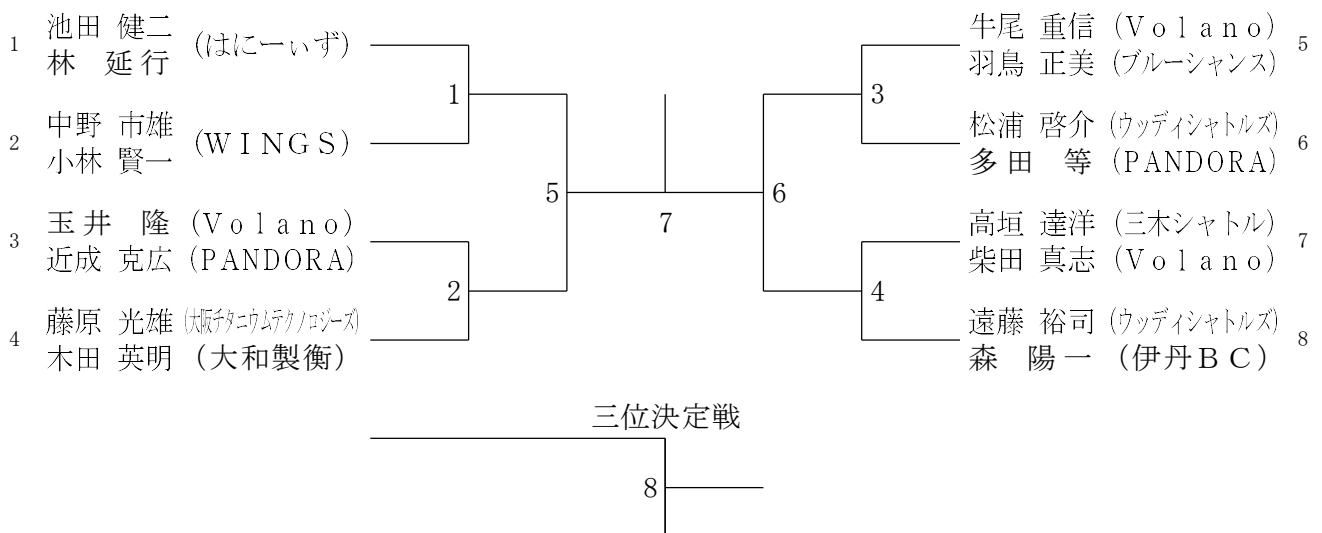 1 池田 健二 (はにーぃず)
林 延行
2 中野 市雄 (ＷＩＮＧＳ)
小林 賢一
3 玉井 隆 (Ｖｏｌａｎｏ)
近成 克広 (PANDORA)
4 藤原 光雄 (大阪チタニウムテクノロジーズ)
木田 英明 (大和製衡)
1
2
5
7
6
3
4
牛尾 重信 (Ｖｏｌａｎｏ) 5
羽鳥 正美 (ブルーシャンス)
松浦 啓介 (ウッディシャトルズ) 6
多田 等 (PANDORA)
高垣 達洋 (三木シャトル) 7
柴田 真志 (Ｖｏｌａｎｏ)
遠藤 裕司 (ウッディシャトルズ) 8
森 陽一 (伊丹ＢＣ)
三位決定戦
8